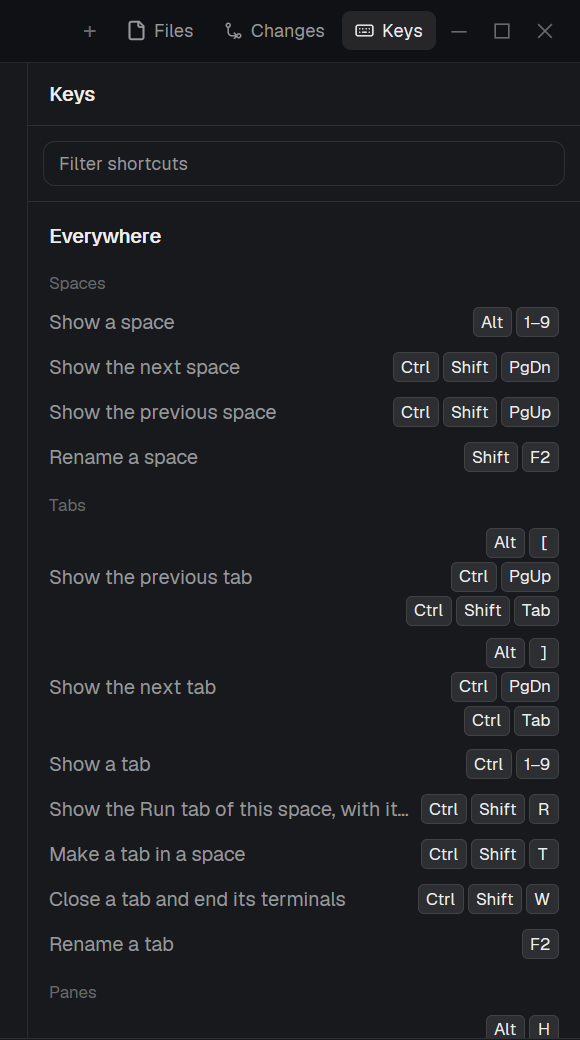 + Files Changes Keys
Keys
Filter shortcuts
Everywhere
Spaces
Show a space Alt 1–9
Show the next space Ctrl Shift PgDn
Show the previous space Ctrl Shift PgUp
Rename a space Shift F2
Tabs
Alt [
Show the previous tab Ctrl PgUp
Ctrl Shift Tab
Alt ]
Show the next tab Ctrl PgDn
Ctrl Tab
Show a tab Ctrl 1–9
Show the Run tab of this space, with it... Ctrl Shift R
Make a tab in a space Ctrl Shift T
Close a tab and end its terminals Ctrl Shift W
Rename a tab F2
Panes
Alt H